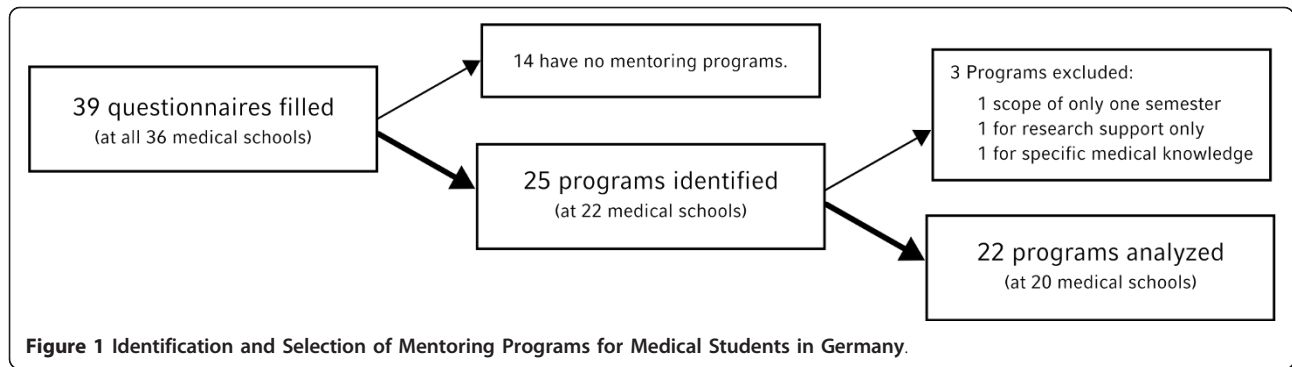 39 questionnaires filled
(at all 36 medical schools)
14 have no mentoring programs.
25 programs identified
(at 22 medical schools)
3 Programs excluded:
1 scope of only one semester
1 for research support only
1 for specific medical knowledge
22 programs analyzed
(at 20 medical schools)
Figure 1 Identification and Selection of Mentoring Programs for Medical Students in Germany.